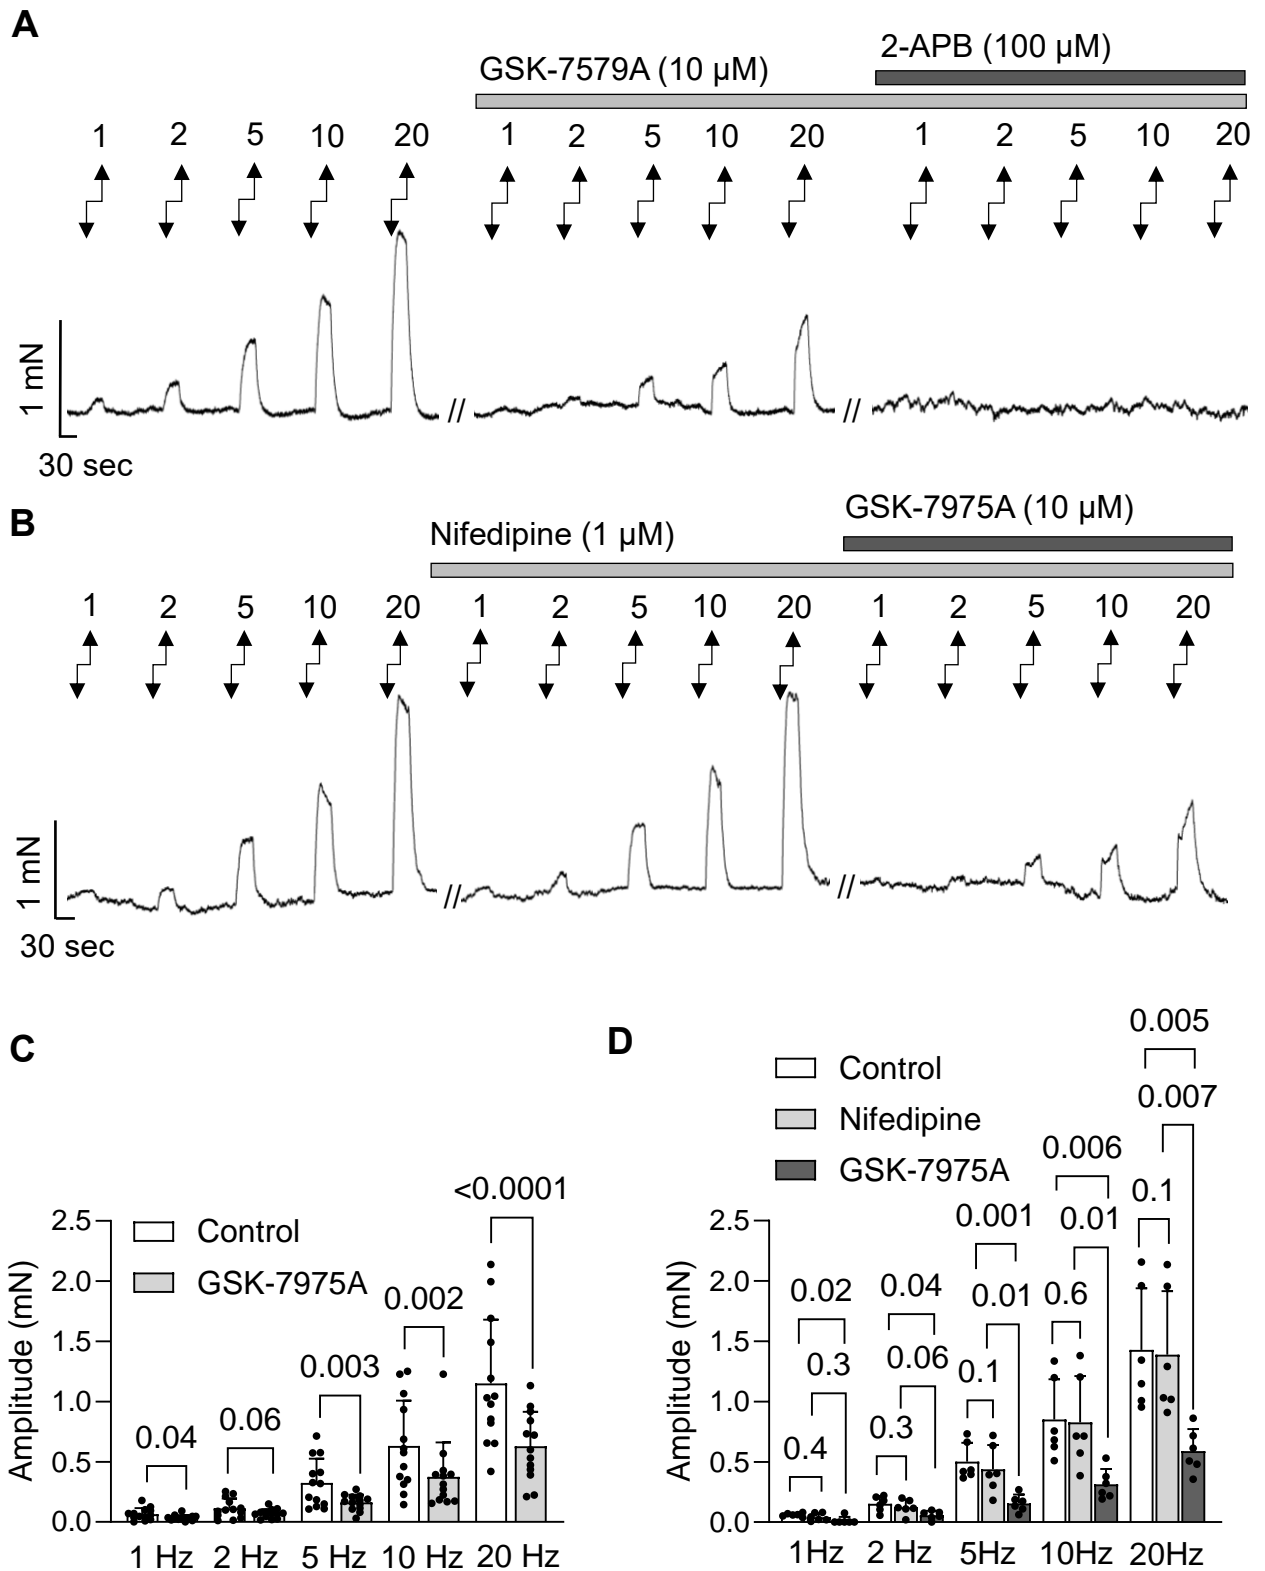 A
2-APB (100 µM)
GSK-7579A (10 µM)
1 2 5 10 20 1 2 5 10 20 1 2 5 10 20
1 mN
//
//
30 sec
B
GSK-7975A (10 µM)
Nifedipine (1 µM)
1 2 5 10 20 1 2 5 10 20 1 2 5 10 20
1 mN
//
//
30 sec
C
Amplitude (mN)
2.5
2.0
1.5
1.0
0.5
0.0
Control
GSK-7975A
0.04
0.06
0.003
0.002
<0.0001
1 Hz 2 Hz 5 Hz 10 Hz 20 Hz
D
Control
Nifedipine
GSK-7975A
Amplitude (mN)
2.5
2.0
1.5
1.0
0.5
0.0
0.02
0.3
0.4
0.04
0.06
0.3
0.001
0.01
0.1
0.006
0.01
0.6
0.005
0.007
0.1
1Hz 2 Hz 5Hz 10Hz 20Hz